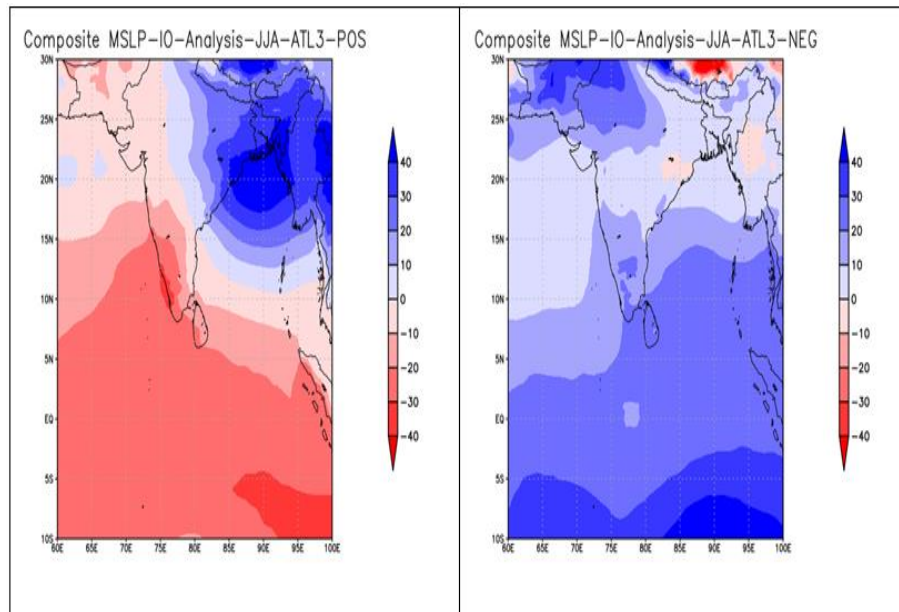 Composite MSLP-IO-Analysis-JJA-ATL3-POS
30N
25N
20N
15N
10N
5N
EQ
5S
10S
60E 65E 70E 75E 80E 85E 90E 95E 100E
40
30
20
10
0
-10
-20
-30
-40
Composite MSLP-IO-Analysis-JJA-ATL3-NEG
30N
25N
20N
15N
10N
5N
EQ
5S
10S
60E 65E 70E 75E 80E 85E 90E 95E 100E
40
30
20
10
0
-10
-20
-30
-40